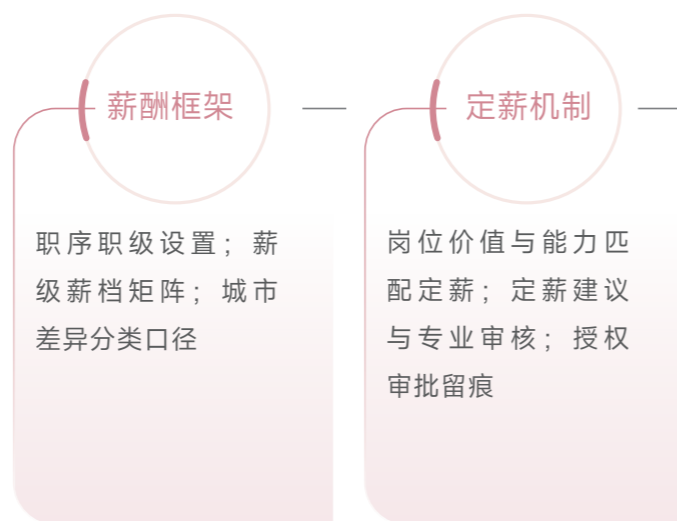 薪酬框架
职序职级设置；薪
级薪档矩阵；城市
差异分类口径
定薪机制
岗位价值与能力匹
配定薪；定薪建议
与专业审核；授权
审批留痕